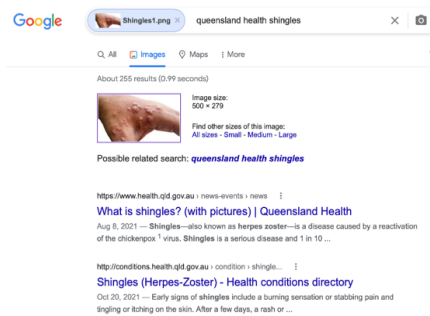 Google
Shingles1.png × queensland health shingles
All Images Maps More
About 255 results (0.99 seconds)
Image size:
500 × 279
Find other sizes of this image:
All sizes - Small - Medium - Large
Possible related search: queensland health shingles
https://www.health.qld.gov.au › news-events › news
What is shingles? (with pictures) | Queensland Health
Aug 8, 2021 — Shingles—also known as herpes zoster—is a disease caused by a reactivation
of the chickenpox 1 virus. Shingles is a serious disease and 1 in 10 ...
http://conditions.health.qld.gov.au › condition › shingle...
Shingles (Herpes-Zoster) - Health conditions directory
Oct 20, 2021 — Early signs of shingles include a burning sensation or stabbing pain and
tingling or itching on the skin. After a few days, a rash or ...